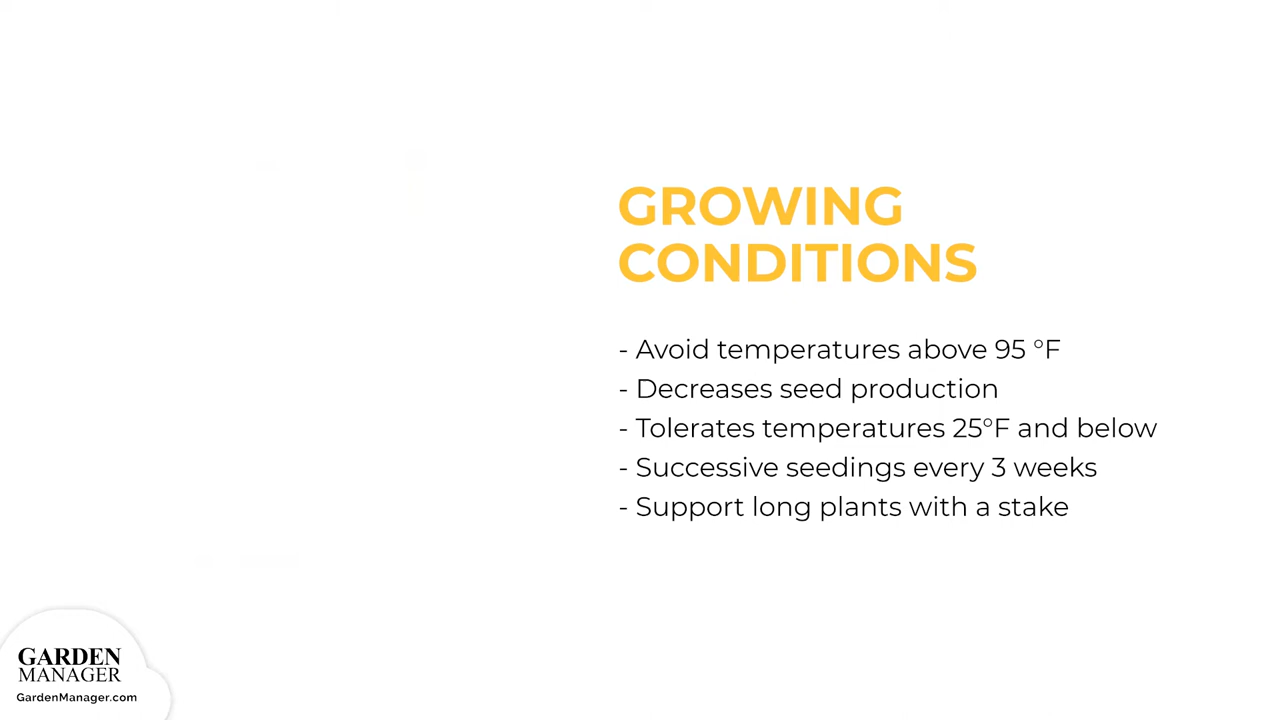 GROWING
CONDITIONS
- Avoid temperatures above 95 °F
- Decreases seed production
- Tolerates temperatures 25°F and below
- Successive seedings every 3 weeks
- Support long plants with a stake
GARDEN
MANAGER
GardenManager.com